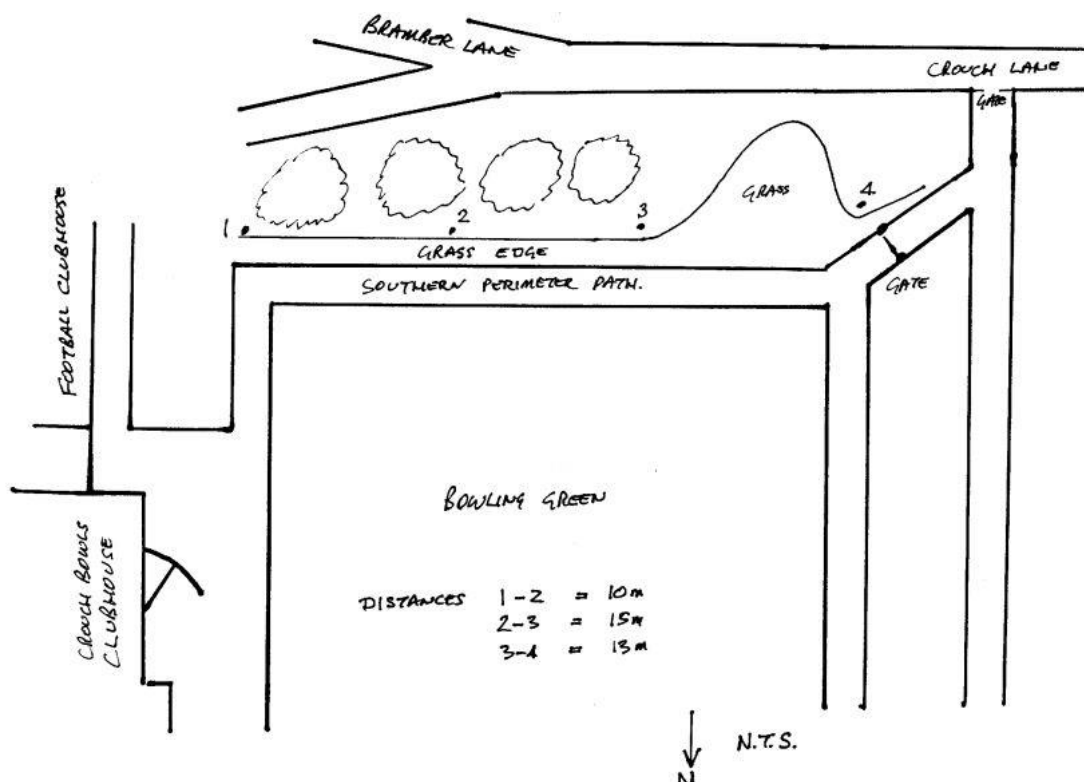 BRAMBER LANE
CROUCH LANE
GATE
GRASS
4
1
2
3
GRASS EDGE
SOUTHERN PERIMETER PATH.
GATE
FOOTBALL CLUBHOUSE
BOWLING GREEN
CROUCH BOWLS
CLUBHOUSE
DISTANCES 1-2 = 10m
2-3 = 15m
3-4 = 13m
N.T.S.
N